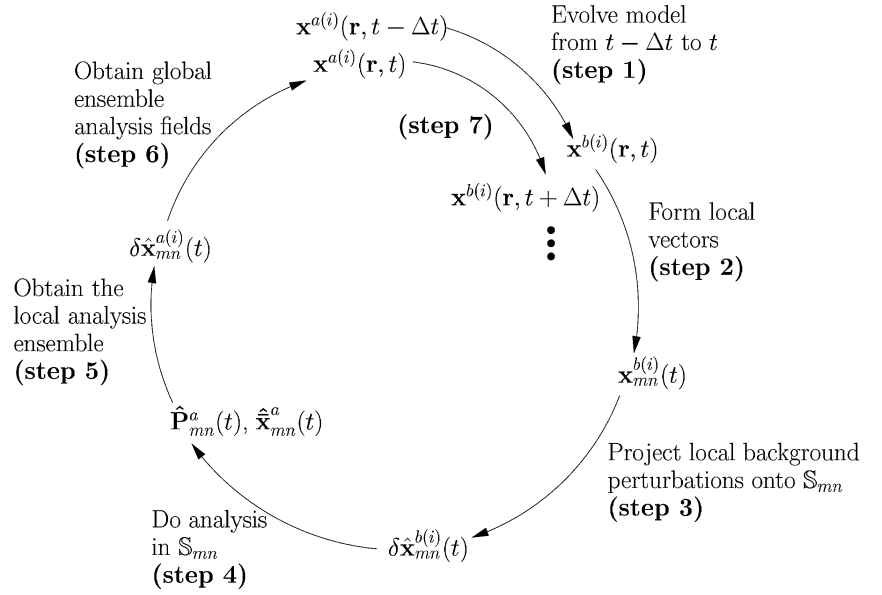 𝐱^{a(i)}(𝐫, t − Δt)
Evolve model
from t − Δt to t
(step 1)
𝐱^{b(i)}(𝐫, t)
Form local
vectors
(step 2)
𝐱_{mn}^{b(i)}(t)
Project local background
perturbations onto 𝕊_{mn}
(step 3)
δ𝐱̂_{mn}^{b(i)}(t)
Do analysis
in 𝕊_{mn}
(step 4)
𝐏̂_{mn}^{a}(t), 𝐱̄̂_{mn}^{a}(t)
Obtain the
local analysis
ensemble
(step 5)
δ𝐱̂_{mn}^{a(i)}(t)
Obtain global
ensemble
analysis fields
(step 6)
𝐱^{a(i)}(𝐫, t)
(step 7)
𝐱^{b(i)}(𝐫, t + Δt)